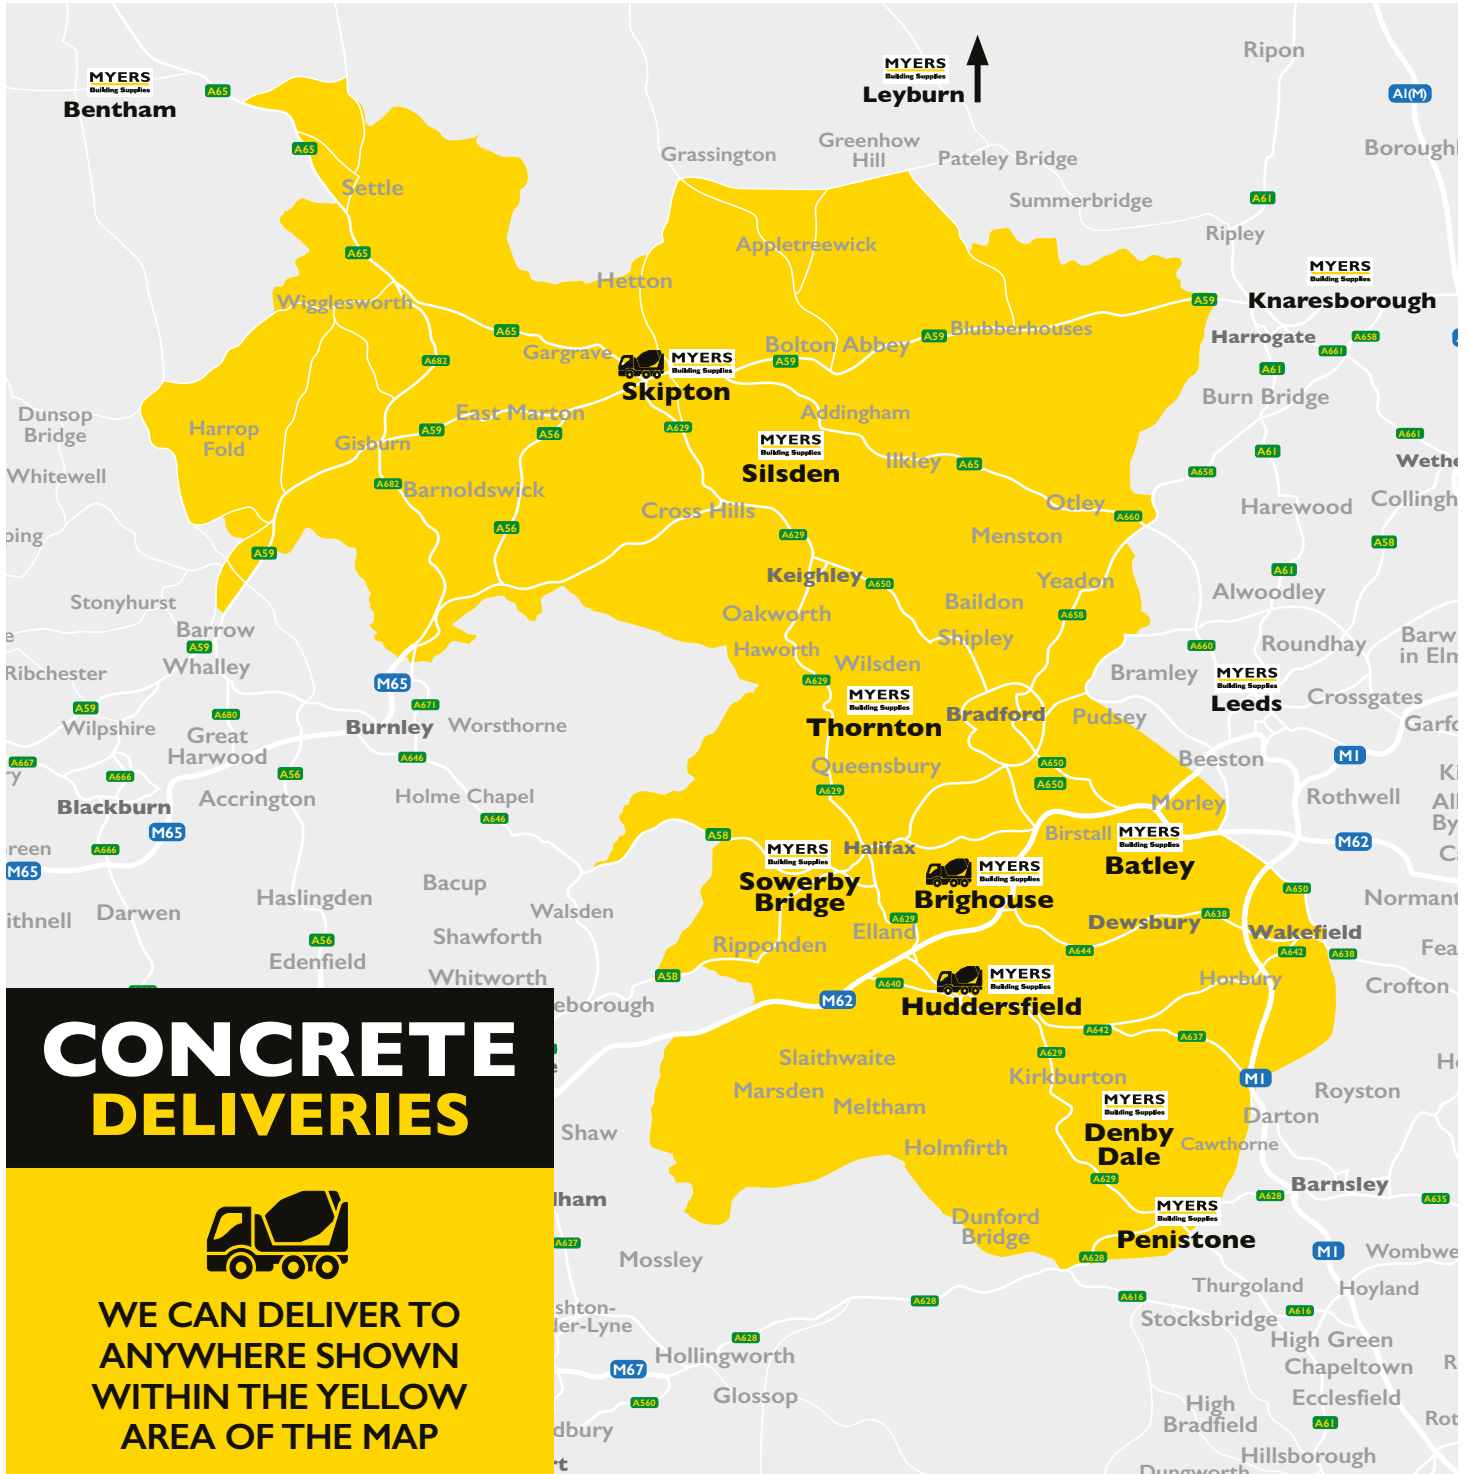 Ripon
MYERS
Building Supplies
Bentham
A65
MYERS
Building Supplies
Leyburn
A1(M)
A65
Grassington
Greenhow
Hill
Pateley Bridge
Settle
Summerbridge
A61
Ripley
A65
Appletreewick
Hetton
MYERS
Building Supplies
Knaresborough
Wigglesworth
A59
A65
Gargrave
Bolton Abbey
A59
Blubberhouses
Harrogate
A658
A661
A682
MYERS
Building Supplies
Skipton
A59
A61
Burn Bridge
Dunsop
Bridge
Harrop
Fold
East Marton
A59
A56
A629
Addingham
MYERS
Building Supplies
Silsden
Gisburn
Ilkley
A65
A661
A61
A658
Whitewell
A682
Barnoldswick
Cross Hills
Otley
A660
Harewood
A56
A629
Menston
A58
A59
Keighley
A650
Yeadon
A61
Alwoodley
Stonyhurst
Oakworth
Baildon
A658
Barrow
A59
Whalley
Haworth
Shipley
Wilsden
A660
Roundhay
Ribchester
M65
A629
Bramley
MYERS
Building Supplies
Leeds
Crossgates
A59
Wilpshire
A680
Great
Harwood
A671
Burnley
Worsthorne
MYERS
Building Supplies
Thornton
Bradford
Pudsey
A667
A666
A56
A646
Queensbury
A650
A650
Beeston
M1
Blackburn
M65
Accrington
Holme Chapel
A646
A629
Morley
Rothwell
A58
MYERS
Building Supplies
Sowerby
Bridge
Halifax
MYERS
Building Supplies
Brighouse
Birstall
MYERS
Building Supplies
Batley
M62
M65
A666
Bacup
Haslingden
Darwen
Walsden
A650
A56
Edenfield
Shawforth
Whitworth
Ripponden
Elland
A629
Dewsbury
A638
A644
Wakefield
A642
A638
A58
M62
A640
MYERS
Building Supplies
Huddersfield
Horbury
Crofton
CONCRETE
DELIVERIES
A642
A637
A629
Slaithwaite
Marsden
Meltham
Kirkburton
M1
Royston
MYERS
Building Supplies
Denby
Dale
Darton
Cawthorne
Shaw
Holmfirth
A629
A628
Barnsley
A635
Dunford
Bridge
MYERS
Building Supplies
Penistone
A627
A628
M1
Mossley
Thurgoland
Hoyland
A628
A616
Stocksbridge
A616
A628
High Green
Hollingworth
M67
Chapeltown
A560
Glossop
Ecclesfield
High
Bradfield
A61
Hillsborough
WE CAN DELIVER TO
ANYWHERE SHOWN
WITHIN THE YELLOW
AREA OF THE MAP